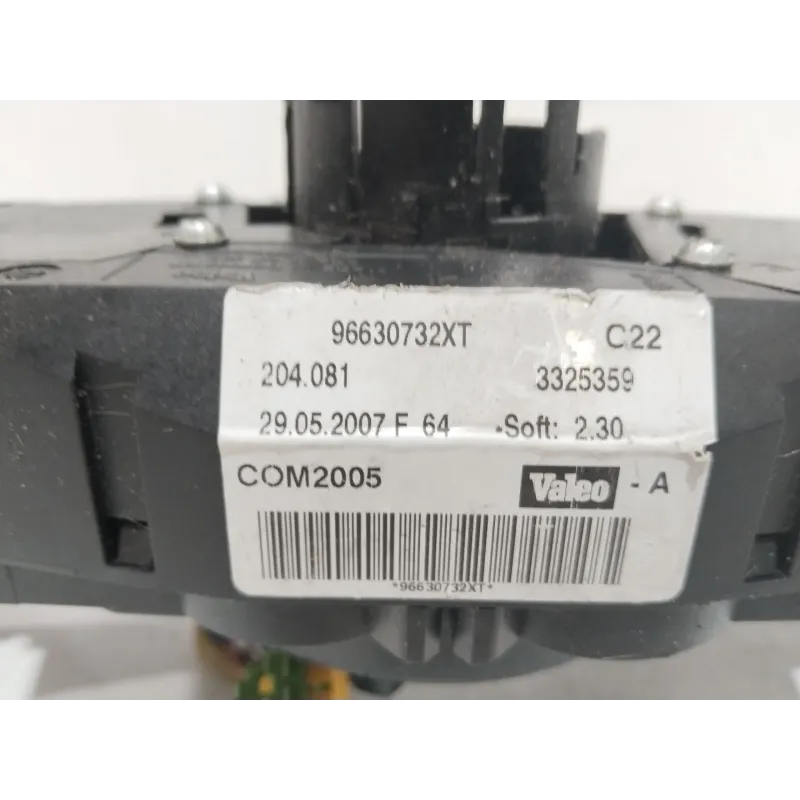 96630732XT C22
204.081 3325359
29.05.2007 F 64 -Soft: 2.30
COM2005 Valeo - A
*96630732XT*